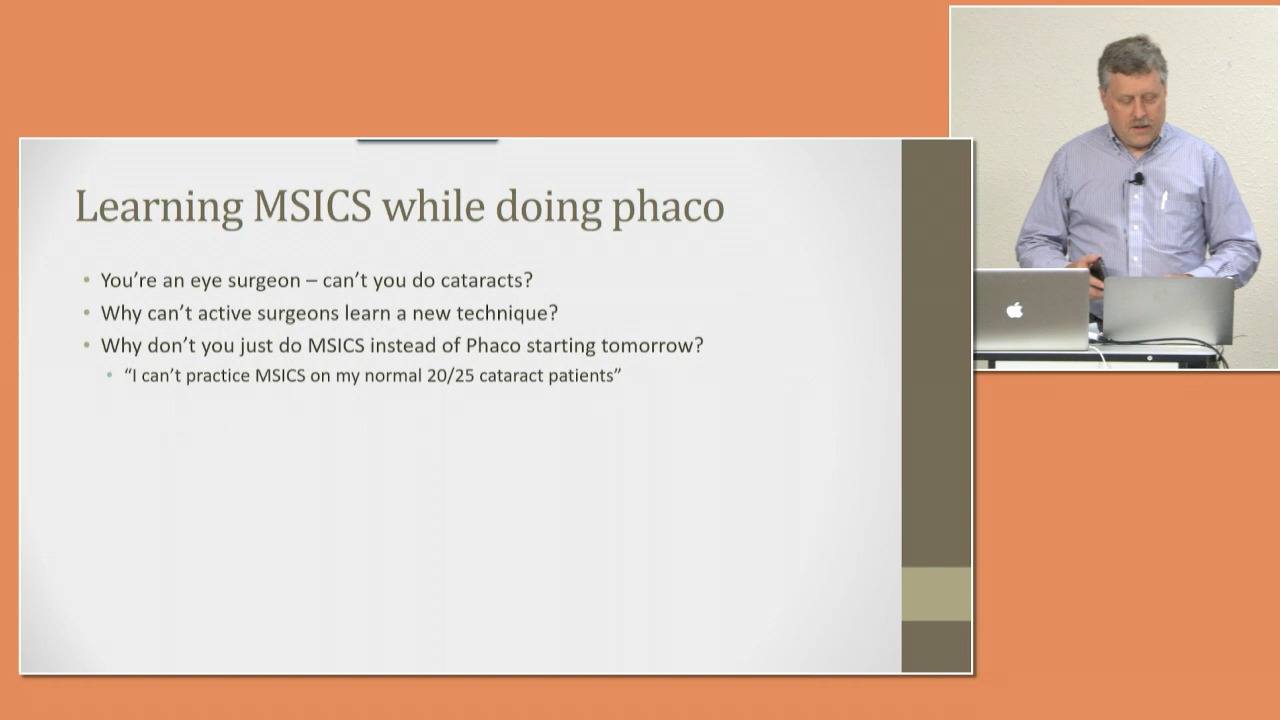 Learning MSICS while doing phaco
• You’re an eye surgeon – can’t you do cataracts?
• Why can’t active surgeons learn a new technique?
• Why don’t you just do MSICS instead of Phaco starting tomorrow?
• “I can’t practice MSICS on my normal 20/25 cataract patients”